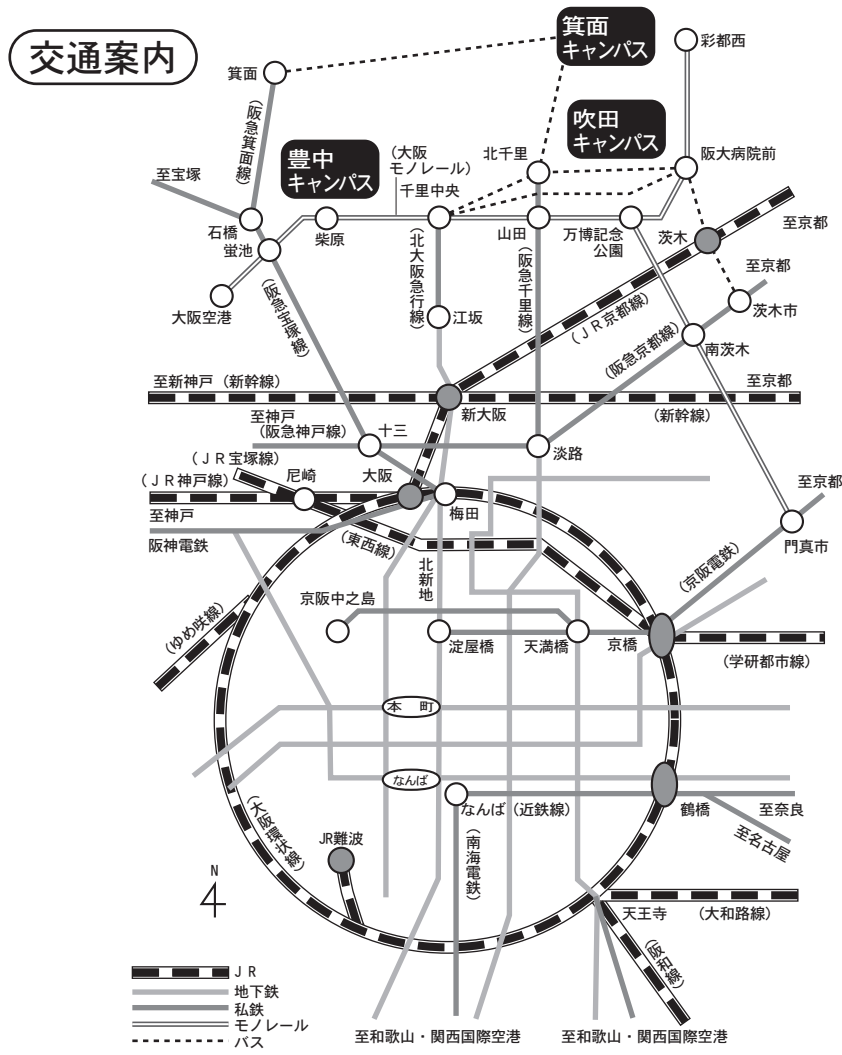 交通案内
箕面
キャンパス
彩都西
箕面
(阪急箕面線)
吹田
キャンパス
豊中
キャンパス
(大阪
モノレール)
北千里
阪大病院前
至宝塚
千里中央
石橋
柴原
山田
万博記念
公園
茨木
至京都
蛍池
大阪空港
(阪急宝塚線)
(北大阪急行線)
(阪急千里線)
江坂
至京都
茨木市
(JR京都線)
(阪急京都線)
南茨木
至新神戸(新幹線)
至京都
新大阪
(新幹線)
至神戸
(阪急神戸線)
十三
淡路
(JR宝塚線)
(JR神戸線)
尼崎
大阪
梅田
至京都
至神戸
阪神電鉄
(東西線)
北新地
門真市
(京阪電鉄)
京阪中之島
(ゆめ咲線)
淀屋橋
天満橋
京橋
(学研都市線)
本 町
なんば
なんば(近鉄線)
鶴橋
至奈良
至名古屋
(大阪環状線)
JR難波
(南海電鉄)
N
天王寺
(大和路線)
(阪和線)
JR
地下鉄
私鉄
モノレール
バス
至和歌山・関西国際空港
至和歌山・関西国際空港